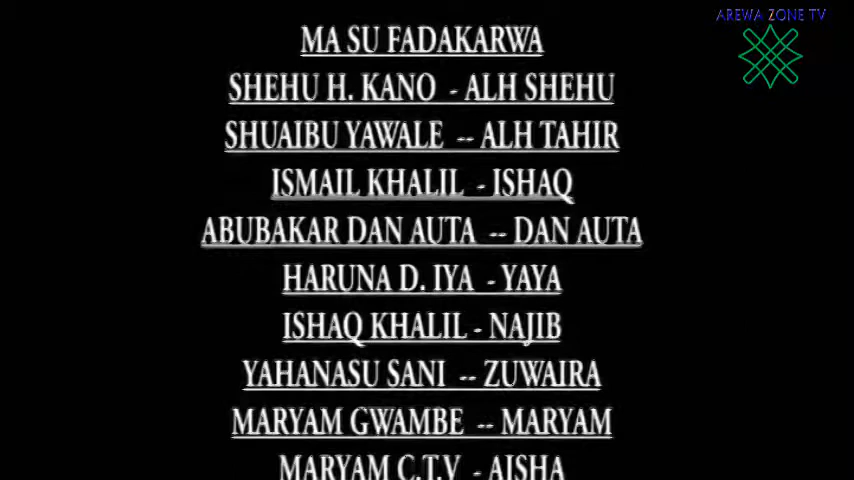 AREWA ZONE TV
MA SU FADAKARWA
SHEHU H. KANO - ALH SHEHU
SHUAIBU YAWALE -- ALH TAHIR
ISMAIL KHALIL - ISHAQ
ABUBAKAR DAN AUTA -- DAN AUTA
HARUNA D. IYA - YAYA
ISHAQ KHALIL - NAJIB
YAHANASU SANI -- ZUWAIRA
MARYAM GWAMBE -- MARYAM
MARYAM C.T.V - AISHA